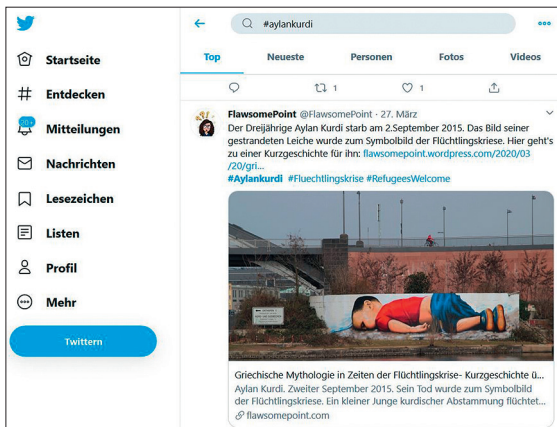 #aylankurdi
Startseite
Entdecken
20+
Mitteilungen
Nachrichten
Lesezeichen
Listen
Profil
Mehr
Twittern
Top Neueste Personen Fotos Videos
1 1
FlawsomePoint @FlawsomePoint · 27. März
Der Dreijährige Aylan Kurdi starb am 2.September 2015. Das Bild seiner
gestrandeten Leiche wurde zum Symbolbild der Flüchtlingskriese. Hier geht's
zu einer Kurzgeschichte für ihn: flawsomepoint.wordpress.com/2020/03
/20/gri...
#Aylankurdi #Fluechtlingskrise #RefugeesWelcome
Griechische Mythologie in Zeiten der Flüchtlingskrise- Kurzgeschichte ü...
Aylan Kurdi. Zweiter September 2015. Sein Tod wurde zum Symbolbild
der Flüchtlingskriese. Ein kleiner Junge kurdischer Abstammung flüchtet...
flawsomepoint.com